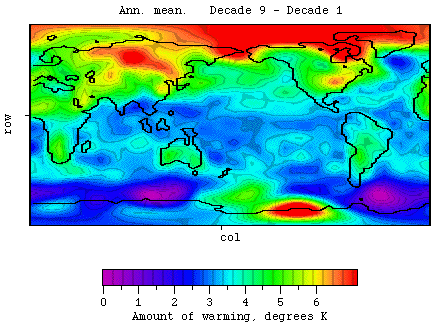 Ann. mean.   Decade 9 - Decade 1
row
col
0 1 2 3 4 5 6
Amount of warming, degrees K